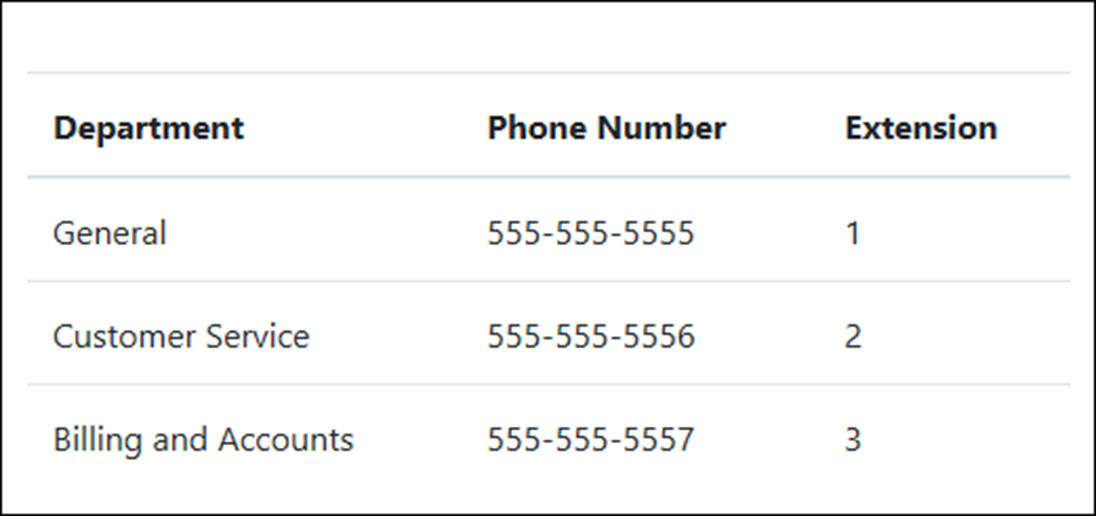 Department Phone Number Extension
General 555-555-5555 1
Customer Service 555-555-5556 2
Billing and Accounts 555-555-5557 3